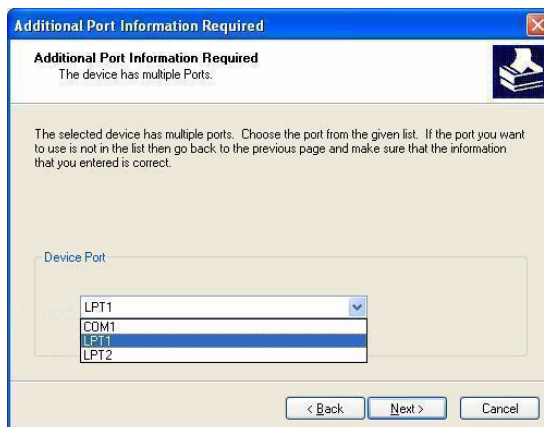 Additional Port Information Required
Additional Port Information Required
The device has multiple Ports.
The selected device has multiple ports. Choose the port from the given list. If the port you want
to use is not in the list then go back to the previous page and make sure that the information
that you entered is correct.
Device Port
LPT1
COM1
LPT1
LPT2
< Back
Next >
Cancel